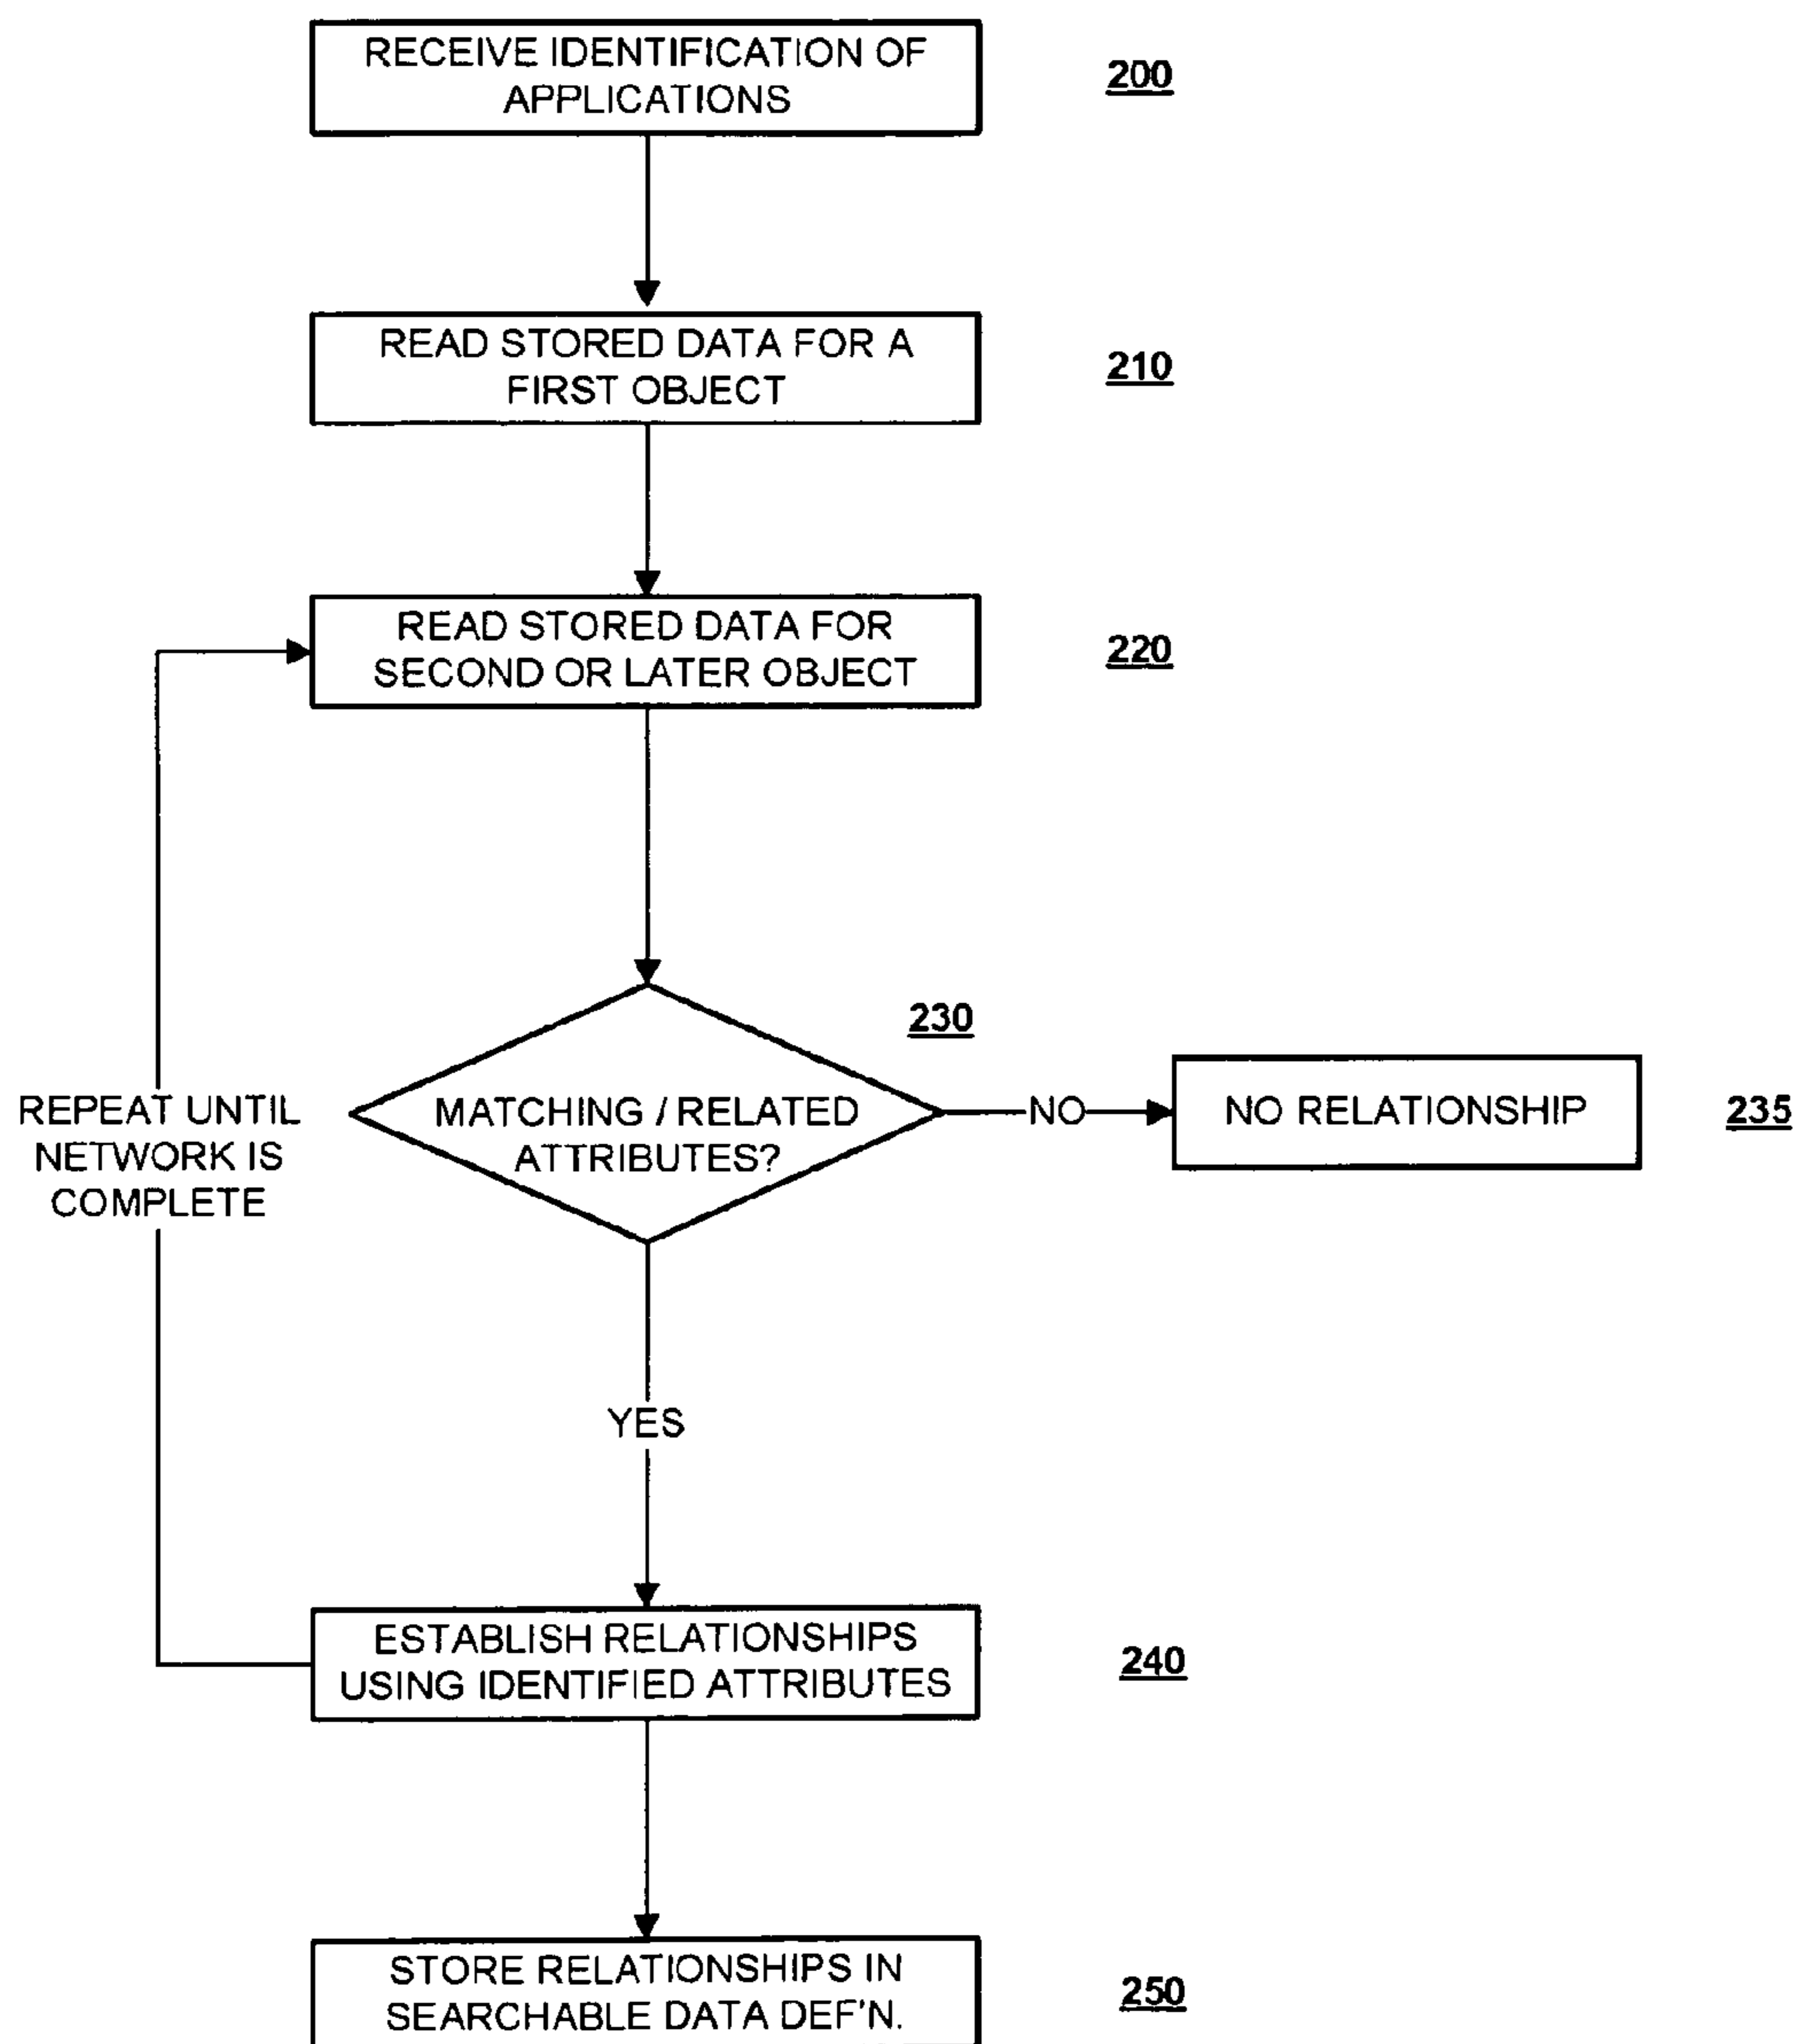 RECEIVE IDENTIFICATION OF
APPLICATIONS
200
READ STORED DATA FOR A
FIRST OBJECT
210
READ STORED DATA FOR
SECOND OR LATER OBJECT
220
230
MATCHING / RELATED
ATTRIBUTES?
NO
NO RELATIONSHIP
235
REPEAT UNTIL
NETWORK IS
COMPLETE
YES
ESTABLISH RELATIONSHIPS
USING IDENTIFIED ATTRIBUTES
240
STORE RELATIONSHIPS IN
SEARCHABLE DATA DEF'N.
250